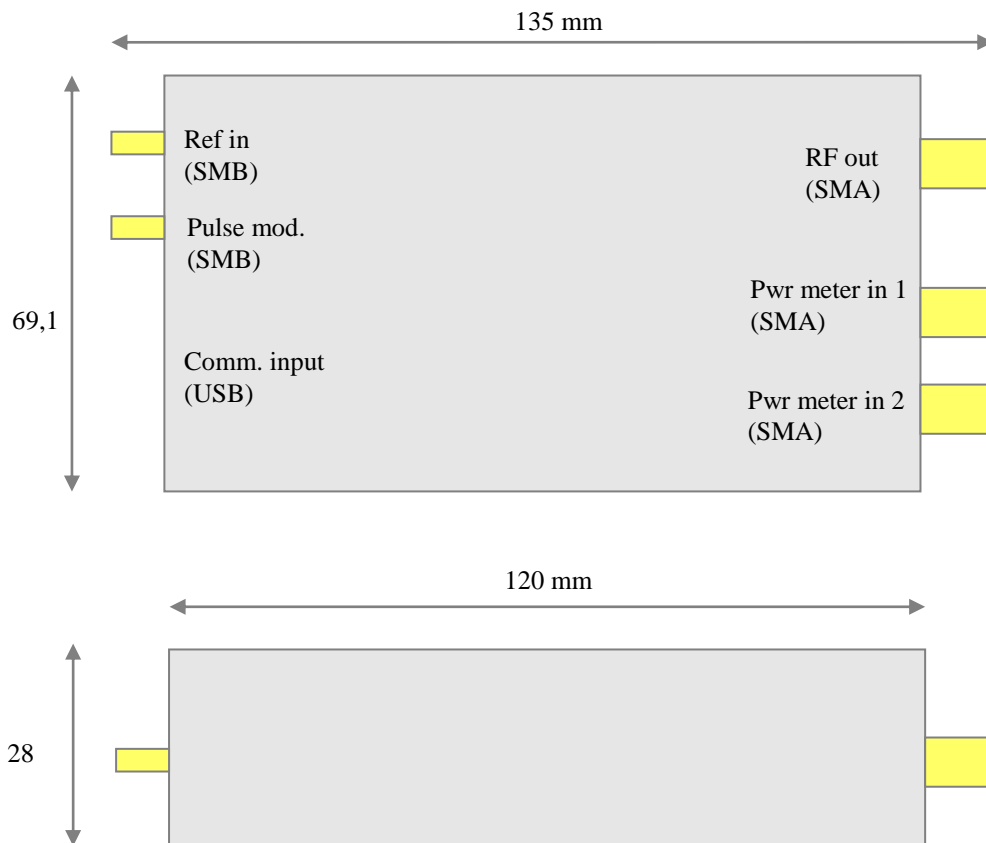 135 mm
Ref in
(SMB)
RF out
(SMA)
Pulse mod.
(SMB)
Pwr meter in 1
(SMA)
69,1
Comm. input
(USB)
Pwr meter in 2
(SMA)
120 mm
28